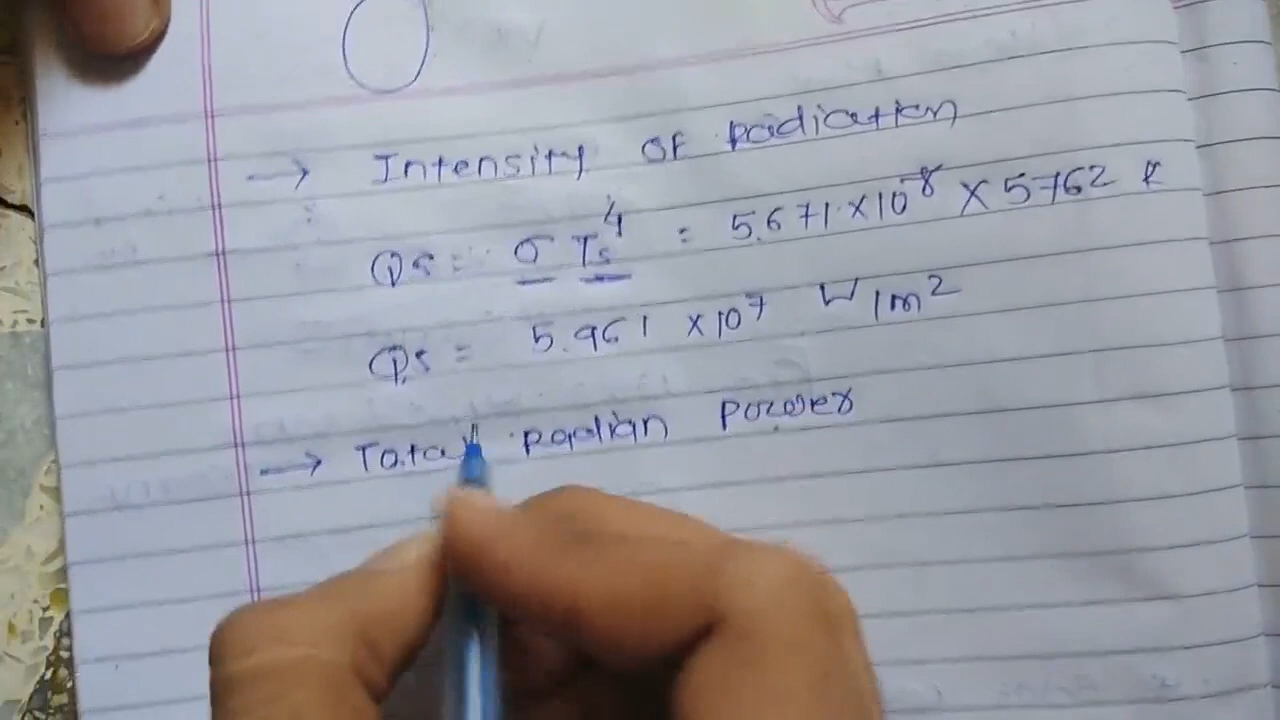 → Intensity of Radiation
Qs = σ Ts⁴ = 5.671 × 10⁻⁸ × 5762 K
Qs = 5.961 × 10⁷ W/m²
→ Total Radian Power